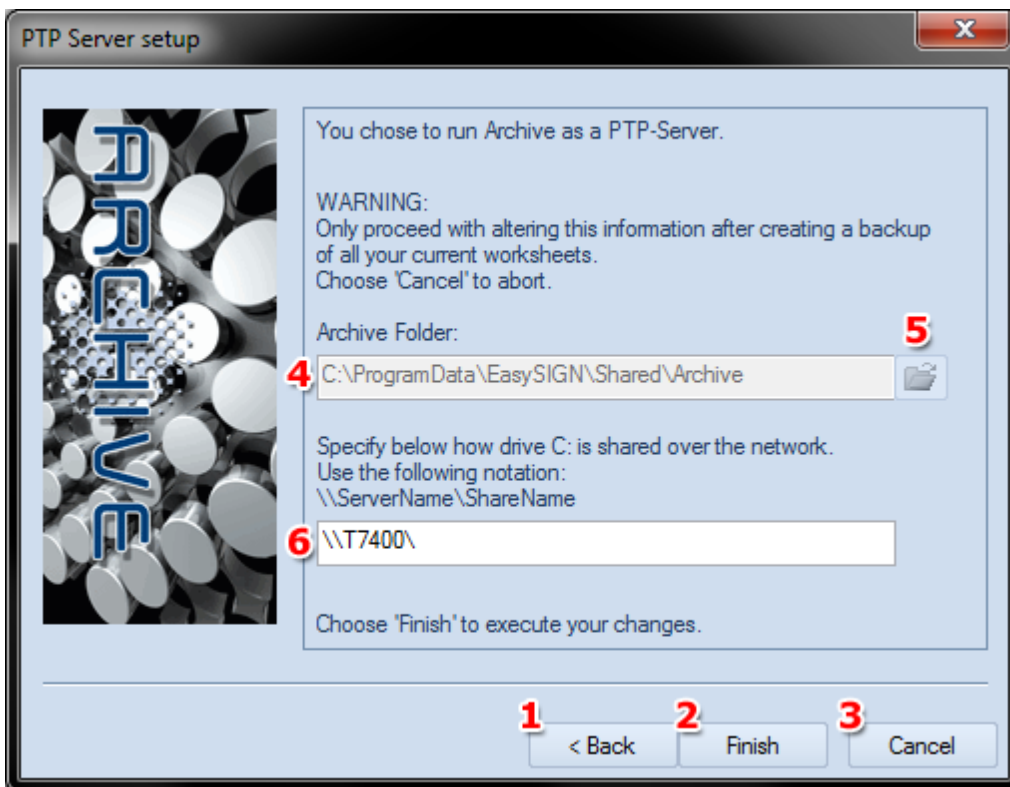 PTP Server setup
X
ARCHIVE
You chose to run Archive as a PTP-Server.
WARNING:
Only proceed with altering this information after creating a backup
of all your current worksheets.
Choose 'Cancel' to abort.
Archive Folder:
5
4 C:\ProgramData\EasySIGN\Shared\Archive
Specify below how drive C: is shared over the network.
Use the following notation:
\\ServerName\ShareName
6 \\T7400\
Choose 'Finish' to execute your changes.
1 2 3
< Back Finish Cancel